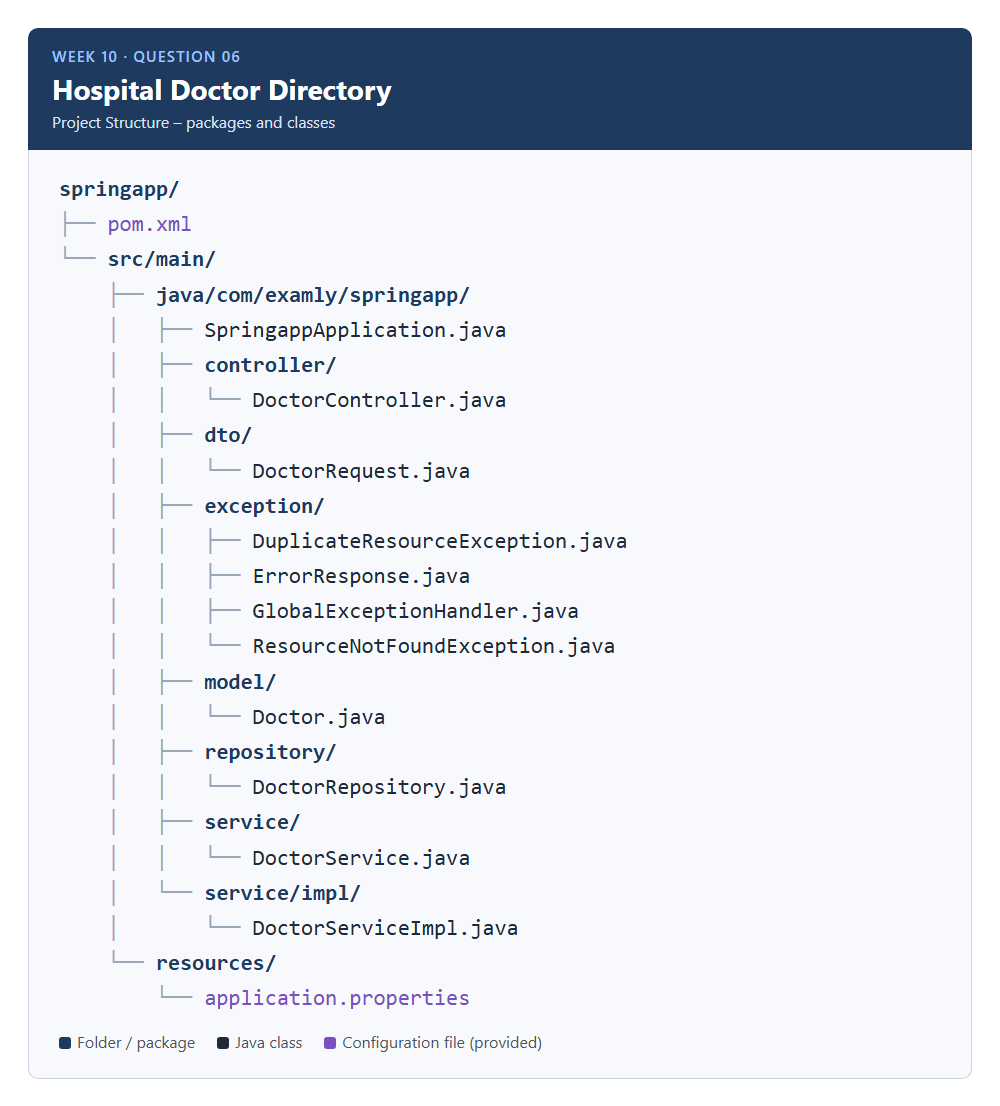 WEEK 10 · QUESTION 06
Hospital Doctor Directory
Project Structure – packages and classes
springapp/
├── pom.xml
└── src/main/
    ├── java/com/examly/springapp/
    │   ├── SpringappApplication.java
    │   ├── controller/
    │   │   └── DoctorController.java
    │   ├── dto/
    │   │   └── DoctorRequest.java
    │   ├── exception/
    │   │   ├── DuplicateResourceException.java
    │   │   ├── ErrorResponse.java
    │   │   ├── GlobalExceptionHandler.java
    │   │   └── ResourceNotFoundException.java
    │   ├── model/
    │   │   └── Doctor.java
    │   ├── repository/
    │   │   └── DoctorRepository.java
    │   ├── service/
    │   │   └── DoctorService.java
    │   └── service/impl/
    │       └── DoctorServiceImpl.java
    └── resources/
        └── application.properties
Folder / package Java class Configuration file (provided)